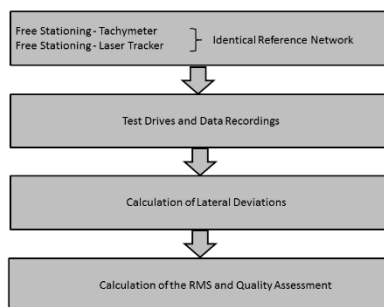 Free Stationing - Tachymeter
Free Stationing - Laser Tracker
Identical Reference Network
Test Drives and Data Recordings
Calculation of Lateral Deviations
Calculation of the RMS and Quality Assessment